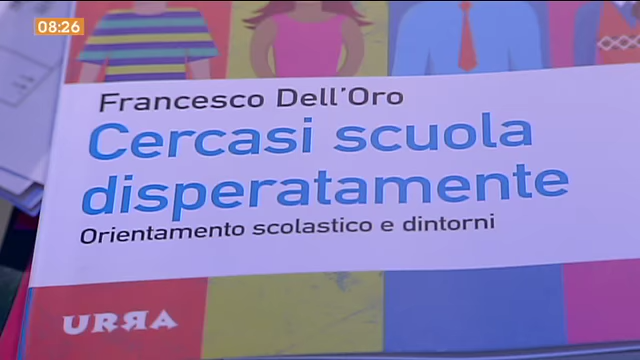 08:26
Francesco Dell'Oro
Cercasi scuola
disperatamente
Orientamento scolastico e dintorni
URRA